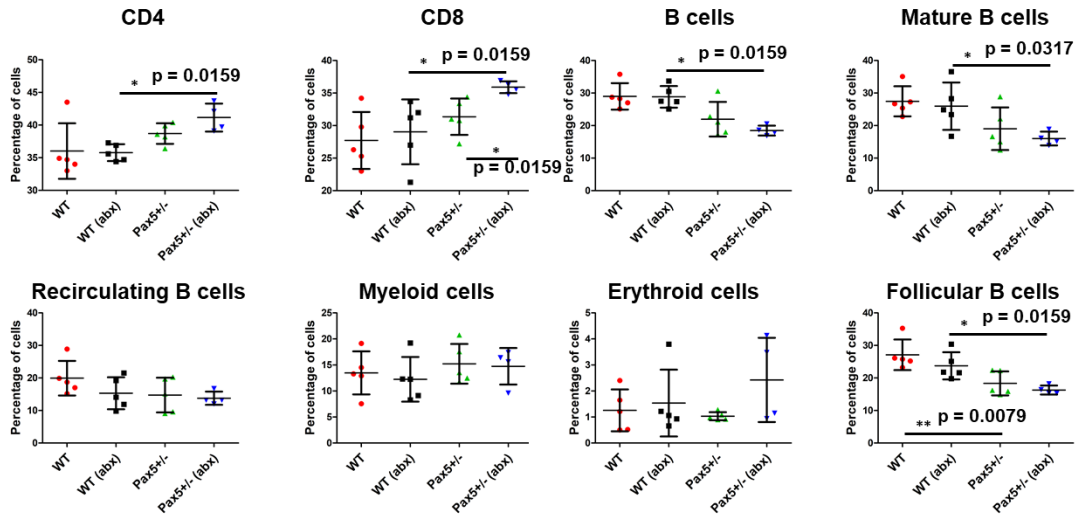 CD4
Percentage of cells
45
40
35
30
* p = 0.0159
WT
WT (abx)
Pax5+/-
Pax5+/- (abx)
CD8
Percentage of cells
40
35
30
25
20
* p = 0.0159
*
p = 0.0159
WT
WT (abx)
Pax5+/-
Pax5+/- (abx)
B cells
Percentage of cells
40
30
20
10
0
* p = 0.0159
WT
WT (abx)
Pax5+/-
Pax5+/- (abx)
Mature B cells
Percentage of cells
40
30
20
10
0
* p = 0.0317
WT
WT (abx)
Pax5+/-
Pax5+/- (abx)
Recirculating B cells
Percentage of cells
40
30
20
10
0
WT
WT (abx)
Pax5+/-
Pax5+/- (abx)
Myeloid cells
Percentage of cells
25
20
15
10
5
0
WT
WT (abx)
Pax5+/-
Pax5+/- (abx)
Erythroid cells
Percentage of cells
5
4
3
2
1
0
WT
WT (abx)
Pax5+/-
Pax5+/- (abx)
Follicular B cells
Percentage of cells
40
30
20
10
0
* p = 0.0159
** p = 0.0079
WT
WT (abx)
Pax5+/-
Pax5+/- (abx)